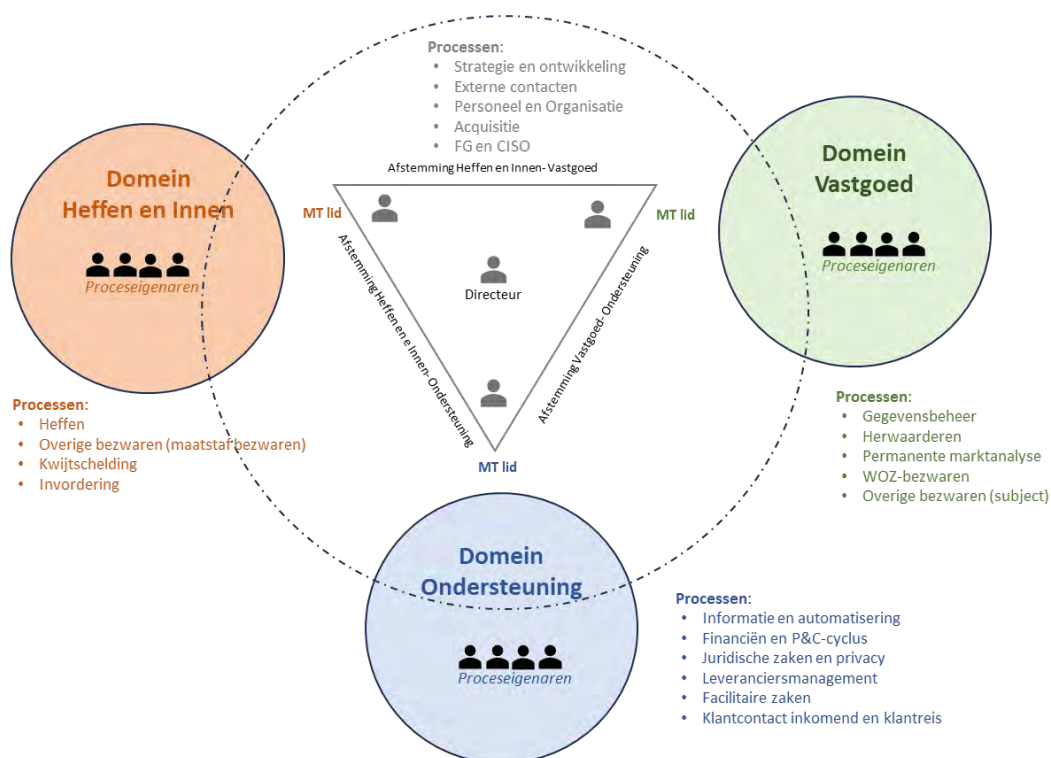 Processen:
• Strategie en ontwikkeling
• Externe contacten
• Personeel en Organisatie
• Acquisitie
• FG en CISO
Afstemming Heffen en Innen- Vastgoed
Domein
Heffen en Innen
Proceseigenaren
MT lid
MT lid
Domein
Vastgoed
Proceseigenaren
Directeur
Afstemming Heffen en e Innen- Ondersteuning
Afstemming Vastgoed- Ondersteuning
MT lid
Processen:
• Heffen
• Overige bezwaren (maatstaf bezwaren)
• Kwijtschelding
• Invordering
Processen:
• Gegevensbeheer
• Herwaarderen
• Permanente marktanalyse
• WOZ-bezwaren
• Overige bezwaren (subject)
Domein
Ondersteuning
Proceseigenaren
Processen:
• Informatie en automatisering
• Financiën en P&C-cyclus
• Juridische zaken en privacy
• Leveranciersmanagement
• Facilitaire zaken
• Klantcontact inkomend en klantreis